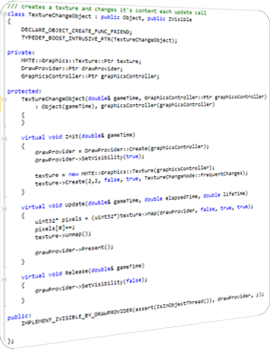 /// creates a texture and changes it's content each update call
class TextureChangeObject : public Object, public IVisible
{
DECLARE_OBJECT_CREATE_FUNC_FRIEND;
TYPEDEF_BOOST_INTRUSIVE_PTR(TextureChangeObject)
private:
HHTE::Graphics::Texture::Ptr texture;
DrawProvider::Ptr drawProvider;
GraphicsController::Ptr graphicsController;
protected:
TextureChangeObject(double& gameTime, GraphicsController::Ptr graphicsController)
: Object(gameTime), graphicsController(graphicsController)
{
}
virtual void Init(double& gameTime)
{
drawProvider = DrawProvider::Create(graphicsController);
drawProvider->SetVisibility(true);
texture = new HHTE::Graphics::Texture(graphicsController);
texture->Create(2,2, false, true, TextureChangeMode::FrequentChanges);
}
virtual void Update(double& gameTime, double elapsedTime, double lifeTime)
{
uint32* pixels = (uint32*)texture->Map(drawProvider, false, true, true);
pixels[0]++;
texture->Unmap();
drawProvider->Present();
}
virtual void Release(double& gameTime)
{
drawProvider->SetVisibility(false);
}
public:
IMPLEMENT_IVISIBLE_BY_DRAWPROVIDER(assert(IsInObjectThread()), drawProvider, ;);
};